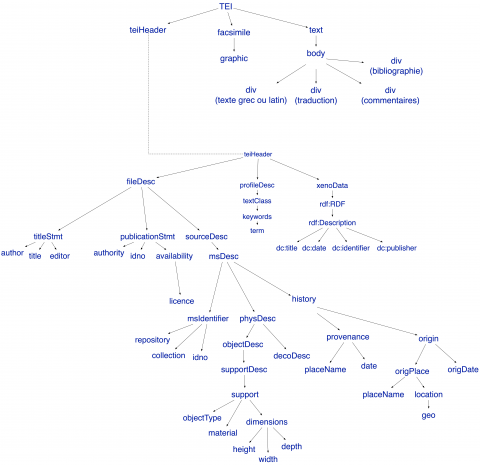 TEI
teiHeader
facsimile
text
graphic
body
div
(bibliographie)
div
(texte grec ou latin)
div
(traduction)
div
(commentaires)
teiHeader
fileDesc
profileDesc
xenoData
textClass
rdf:RDF
keywords
rdf:Description
term
dc:title
dc:date
dc:identifier
dc:publisher
titleStmt
publicationStmt
sourceDesc
author
title
editor
authority
idno
availability
msDesc
licence
history
msIdentifier
physDesc
repository
collection
idno
objectDesc
decoDesc
provenance
origin
supportDesc
placeName
date
origPlace
origDate
support
placeName
location
geo
objectType
material
dimensions
height
width
depth